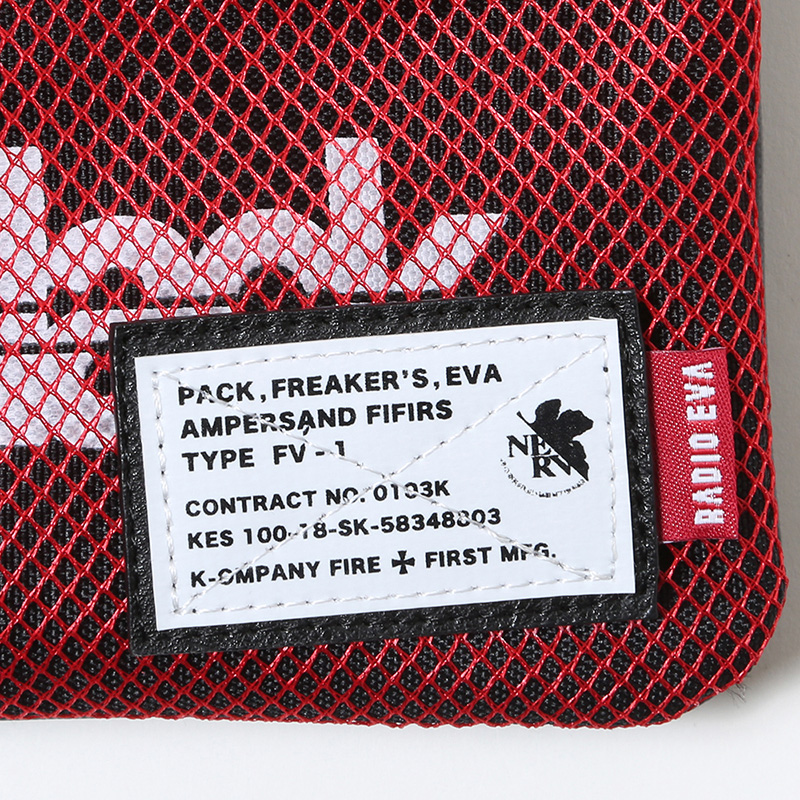 PACK, FREAKER'S, EVA
AMPERSAND FIFIRS
TYPE FV-1
CONTRACT NO. 0103K
KES 100-18-SK-58348803
K-OMPANY FIRE ✠ FIRST MFG.
NERV
RADIO EVA